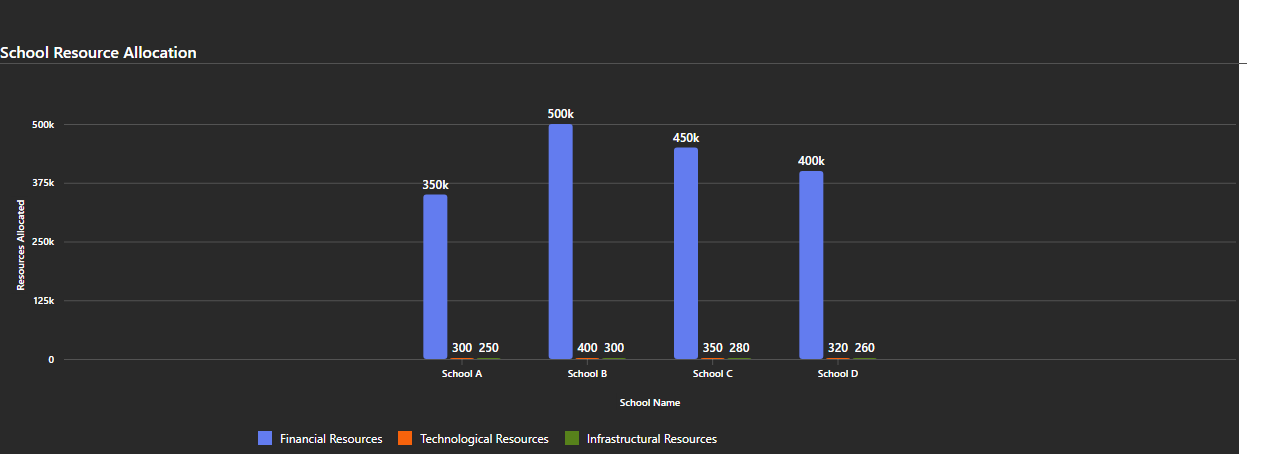 School Resource Allocation
500k
375k
250k
125k
0
Resources Allocated
350k
300 250
500k
400 300
450k
350 280
400k
320 260
School A
School B
School C
School D
School Name
Financial Resources
Technological Resources
Infrastructural Resources